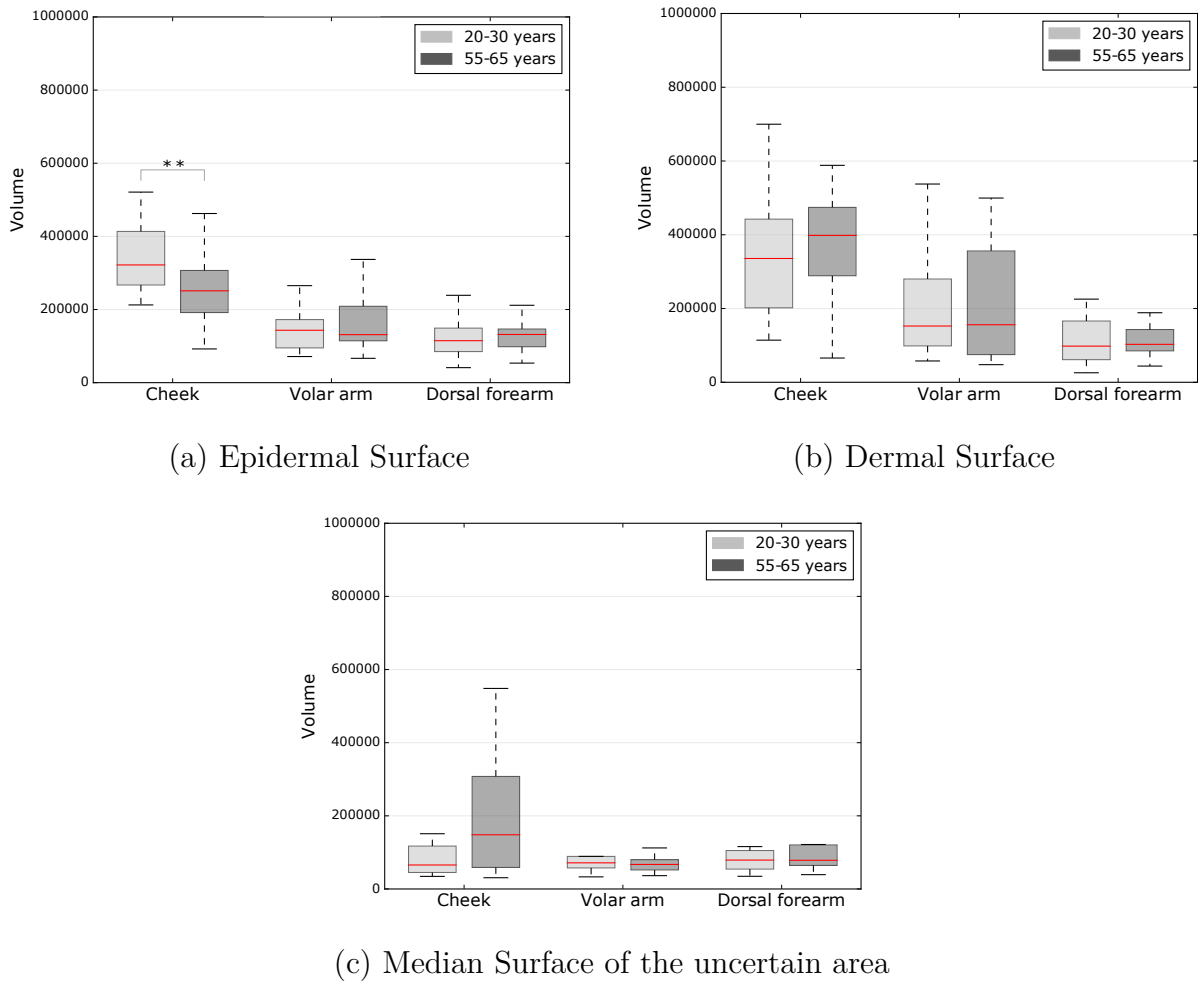 1000000
800000
600000
400000
200000
0
Volume
**
20-30 years
55-65 years
Cheek
Volar arm
Dorsal forearm
(a) Epidermal Surface
1000000
800000
600000
400000
200000
0
Volume
20-30 years
55-65 years
Cheek
Volar arm
Dorsal forearm
(b) Dermal Surface
1000000
800000
600000
400000
200000
0
Volume
20-30 years
55-65 years
Cheek
Volar arm
Dorsal forearm
(c) Median Surface of the uncertain area